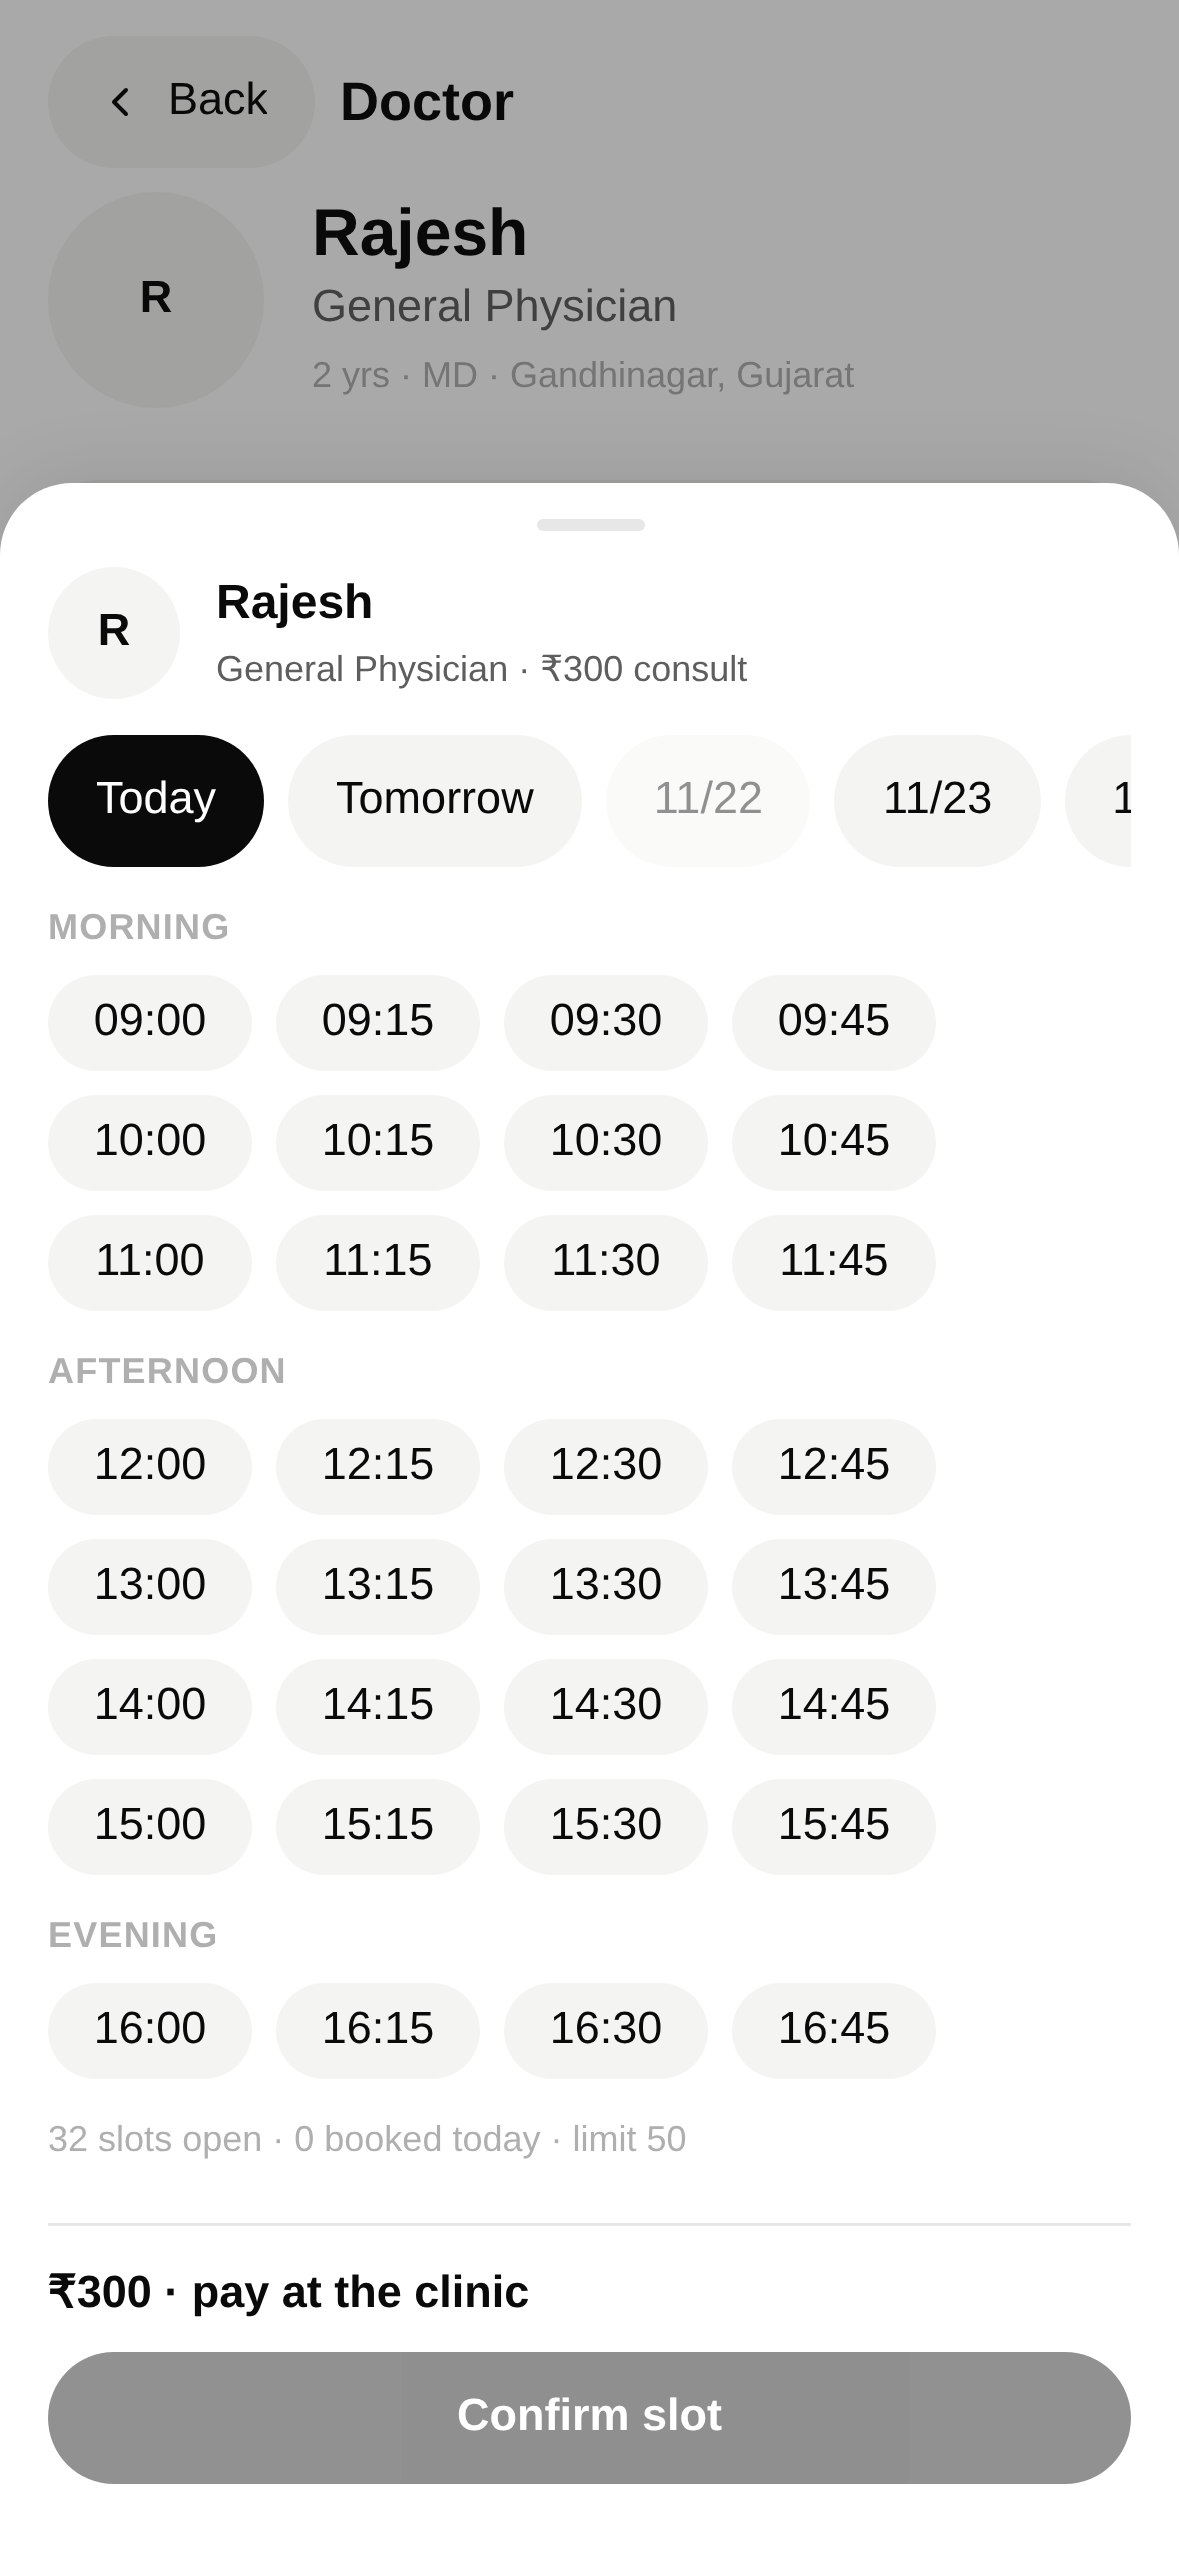 Back Doctor
R
Rajesh
General Physician
2 yrs · MD · Gandhinagar, Gujarat
R
Rajesh
General Physician · ₹300 consult
Today Tomorrow 11/22 11/23
MORNING
09:00 09:15 09:30 09:45
10:00 10:15 10:30 10:45
11:00 11:15 11:30 11:45
AFTERNOON
12:00 12:15 12:30 12:45
13:00 13:15 13:30 13:45
14:00 14:15 14:30 14:45
15:00 15:15 15:30 15:45
EVENING
16:00 16:15 16:30 16:45
32 slots open · 0 booked today · limit 50
₹300 · pay at the clinic
Confirm slot